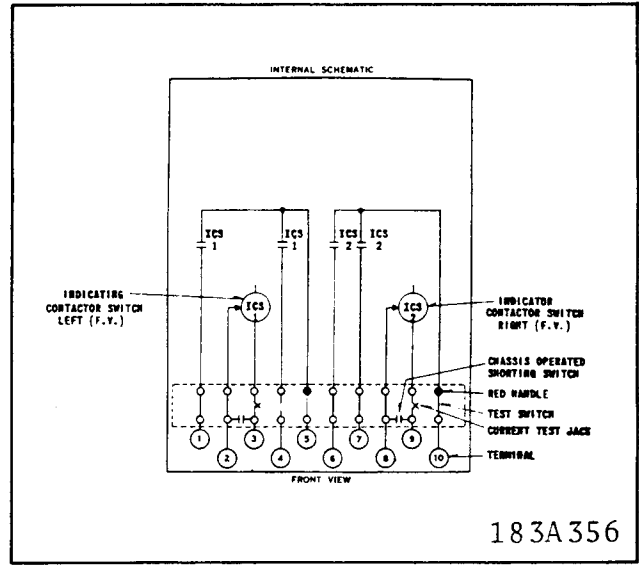 INTERNAL SCHEMATIC
ICS
1
ICS
1
ICS
2
ICS
2
INDICATING
CONTACTOR SWITCH
LEFT (F.V.)
ICS
1
ICS
2
INDICATOR
CONTACTOR SWITCH
RIGHT (F.V.)
CHASSIS OPERATED
SHORTING SWITCH
RED HANDLE
TEST SWITCH
CURRENT TEST JACK
TERMINAL
1
2
3
4
5
6
7
8
9
10
FRONT VIEW
183A356